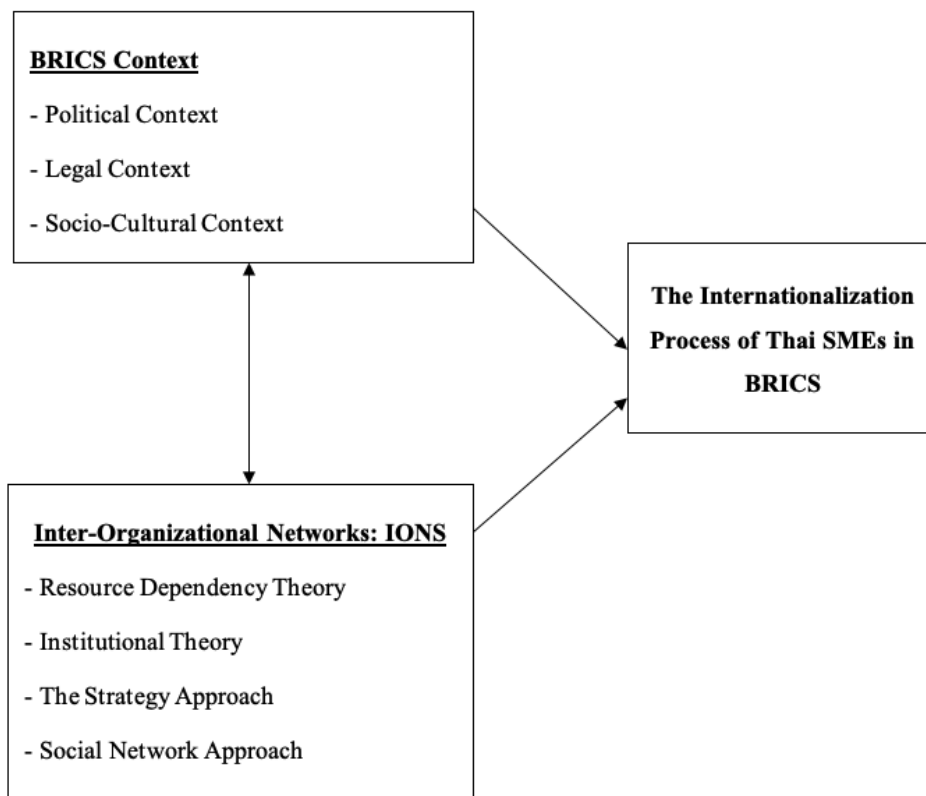 BRICS Context
- Political Context
- Legal Context
- Socio-Cultural Context
The Internationalization
Process of Thai SMEs in
BRICS
Inter-Organizational Networks: IONS
- Resource Dependency Theory
- Institutional Theory
- The Strategy Approach
- Social Network Approach